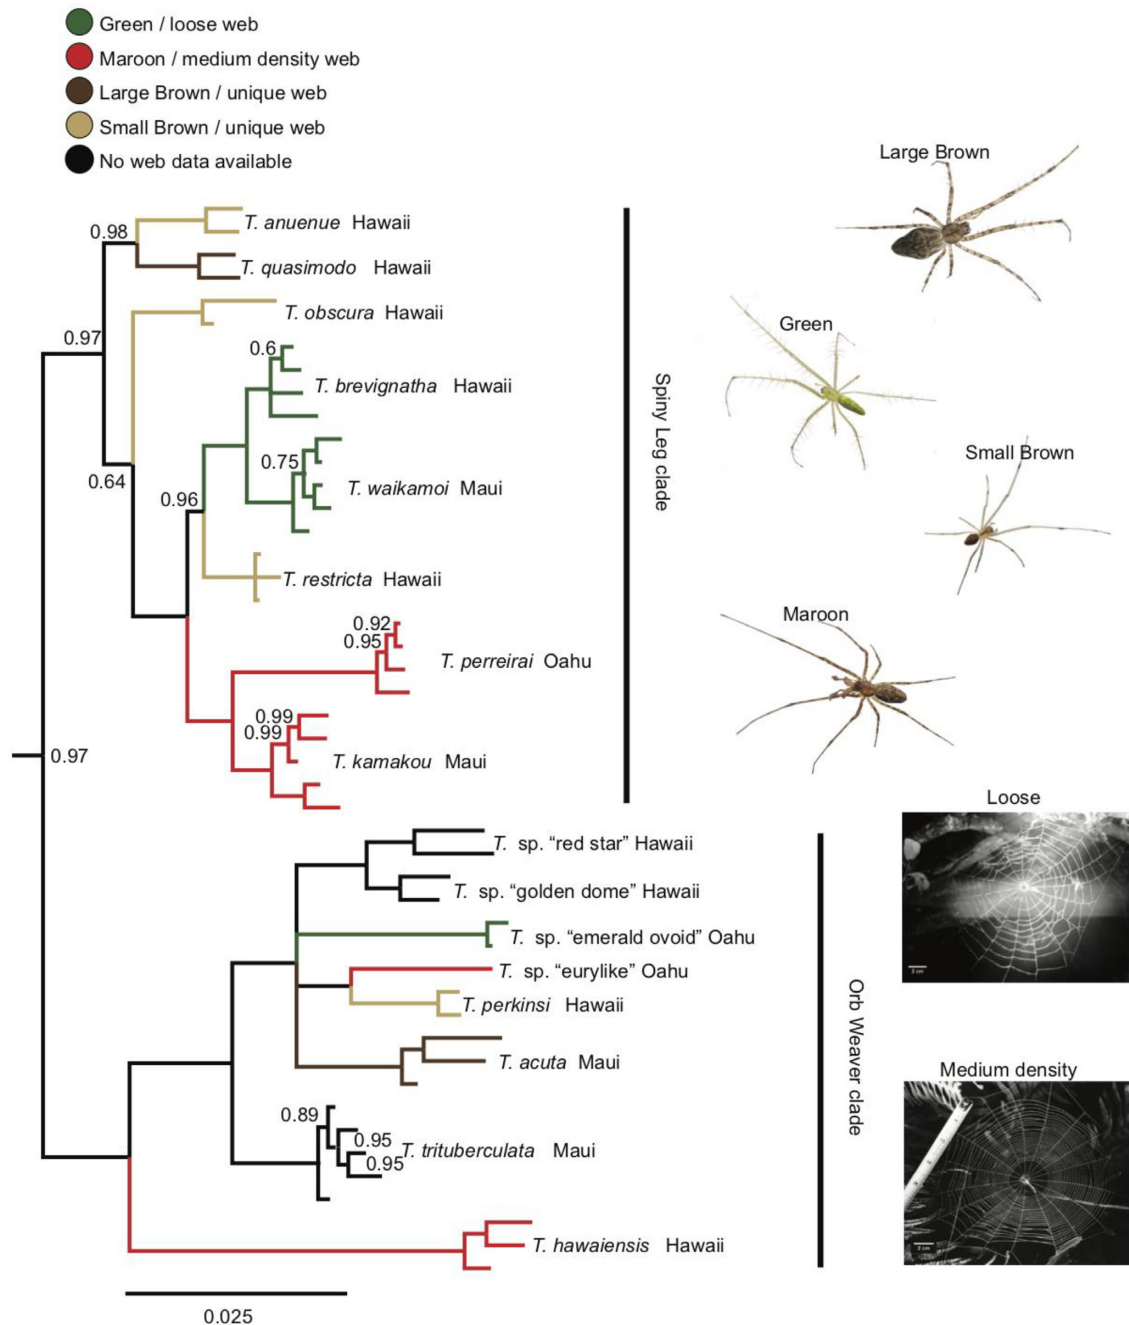 Green / loose web
Maroon / medium density web
Large Brown / unique web
Small Brown / unique web
No web data available
Large Brown
0.98
T. anuenue Hawaii
T. quasimodo Hawaii
T. obscura Hawaii
Green
0.97
0.6
T. brevignatha Hawaii
Spiny Leg clade
0.75
0.64
T. waikamoi Maui
Small Brown
0.96
T. restricta Hawaii
Maroon
0.92
0.95
T. perreirai Oahu
0.99
0.99
T. kamakou Maui
0.97
Loose
T. sp. “red star” Hawaii
T. sp. “golden dome” Hawaii
T. sp. “emerald ovoid” Oahu
T. sp. “eurylike” Oahu
2 cm
T. perkinsi Hawaii
Orb Weaver clade
T. acuta Maui
Medium density
0.89
0.95
0.95
T. trituberculata Maui
T. hawaiensis Hawaii
2 cm
0.025